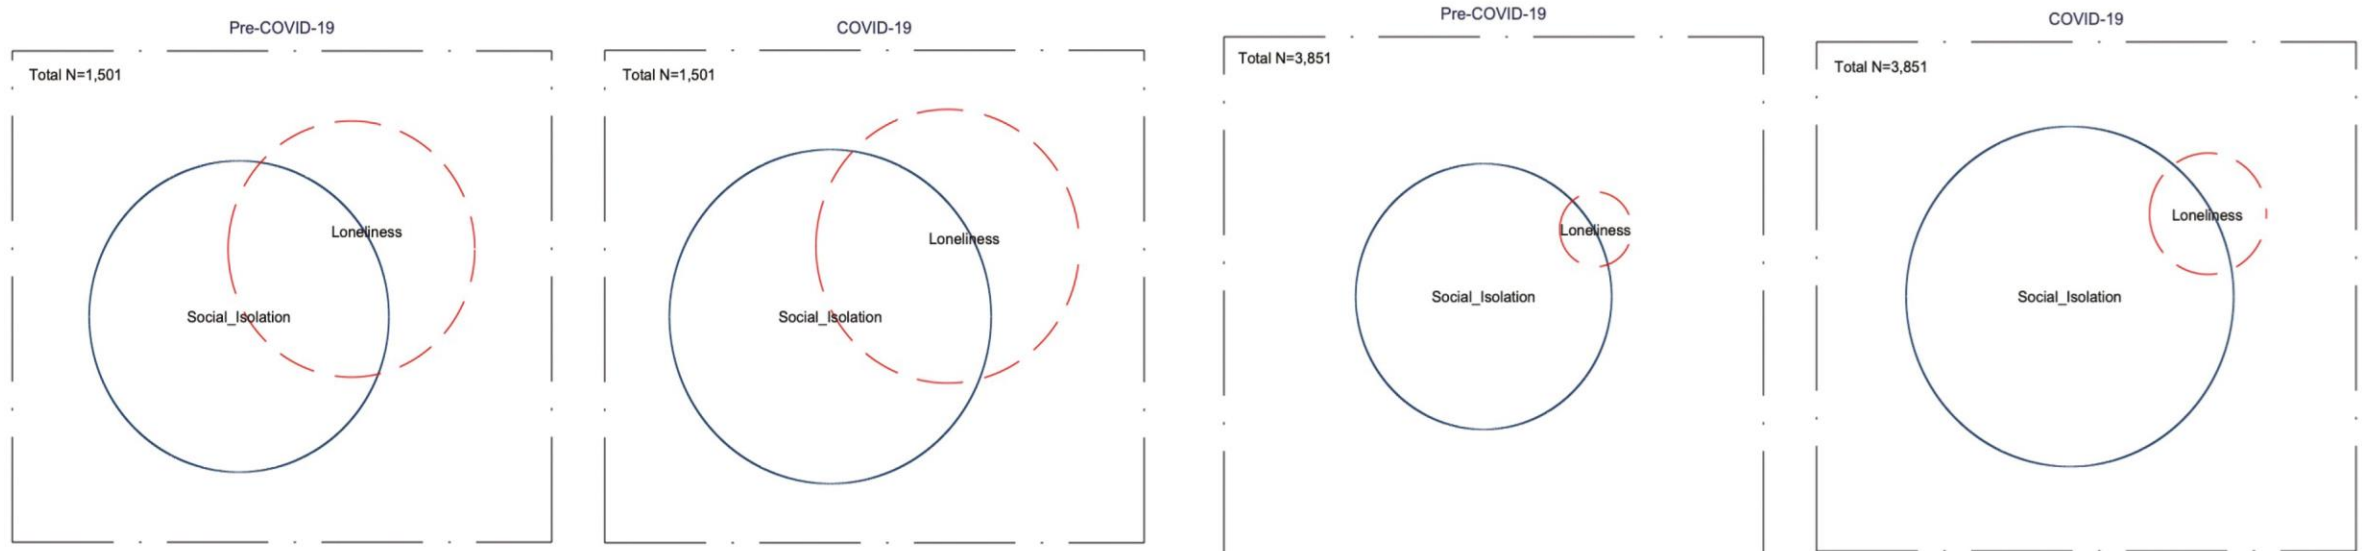 Pre-COVID-19
Total N=1,501
Loneliness
Social_Isolation
COVID-19
Total N=1,501
Loneliness
Social_Isolation
Pre-COVID-19
Total N=3,851
Loneliness
Social_Isolation
COVID-19
Total N=3,851
Loneliness
Social_Isolation